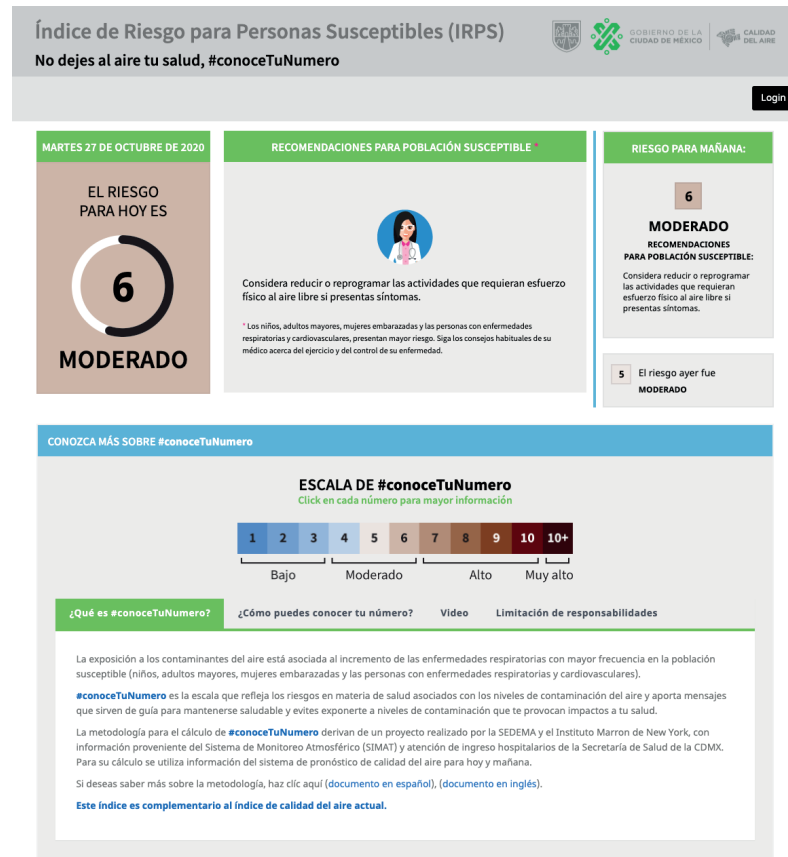 Índice de Riesgo para Personas Susceptibles (IRPS)
No dejes al aire tu salud, #conoceTuNumero
GOBIERNO DE LA
CIUDAD DE MÉXICO
CALIDAD
DEL AIRE
Login
MARTES 27 DE OCTUBRE DE 2020
EL RIESGO
PARA HOY ES
6
MODERADO
RECOMENDACIONES PARA POBLACIÓN SUSCEPTIBLE *
Considera reducir o reprogramar las actividades que requieran esfuerzo
físico al aire libre si presentas síntomas.
* Los niños, adultos mayores, mujeres embarazadas y las personas con enfermedades
respiratorias y cardiovasculares, presentan mayor riesgo. Siga los consejos habituales de su
médico acerca del ejercicio y del control de su enfermedad.
RIESGO PARA MAÑANA:
6
MODERADO
RECOMENDACIONES
PARA POBLACIÓN SUSCEPTIBLE:
Considera reducir o reprogramar
las actividades que requieran
esfuerzo físico al aire libre si
presentas síntomas.
5 El riesgo ayer fue
MODERADO
CONOZCA MÁS SOBRE #conoceTuNumero
ESCALA DE #conoceTuNumero
Click en cada número para mayor información
1 2 3 4 5 6 7 8 9 10 10+
Bajo Moderado Alto Muy alto
¿Qué es #conoceTuNumero? ¿Cómo puedes conocer tu número? Video Limitación de responsabilidades
La exposición a los contaminantes del aire está asociada al incremento de las enfermedades respiratorias con mayor frecuencia en la población
susceptible (niños, adultos mayores, mujeres embarazadas y las personas con enfermedades respiratorias y cardiovasculares).
#conoceTuNumero es la escala que refleja los riesgos en materia de salud asociados con los niveles de contaminación del aire y aporta mensajes
que sirven de guía para mantenerse saludable y evites exponerte a niveles de contaminación que te provocan impactos a tu salud.
La metodología para el cálculo de #conoceTuNumero derivan de un proyecto realizado por la SEDEMA y el Instituto Marron de New York, con
información proveniente del Sistema de Monitoreo Atmosférico (SIMAT) y atención de ingreso hospitalarios de la Secretaría de Salud de la CDMX.
Para su cálculo se utiliza información del sistema de pronóstico de calidad del aire para hoy y mañana.
Si deseas saber más sobre la metodología, haz clíc aquí (documento en español), (documento en inglés).
Este índice es complementario al índice de calidad del aire actual.